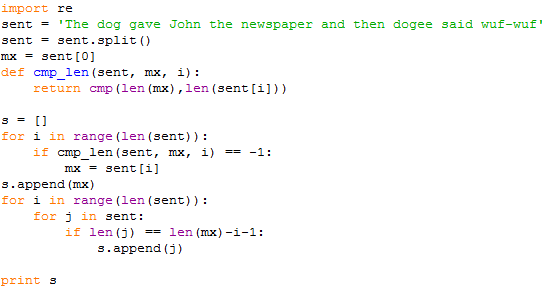 import re
sent = 'The dog gave John the newspaper and then dogee said wuf-wuf'
sent = sent.split()
mx = sent[0]
def cmp_len(sent, mx, i):
    return cmp(len(mx),len(sent[i]))

s = []
for i in range(len(sent)):
    if cmp_len(sent, mx, i) == -1:
        mx = sent[i]
s.append(mx)
for i in range(len(sent)):
    for j in sent:
        if len(j) == len(mx)-i-1:
            s.append(j)

print s